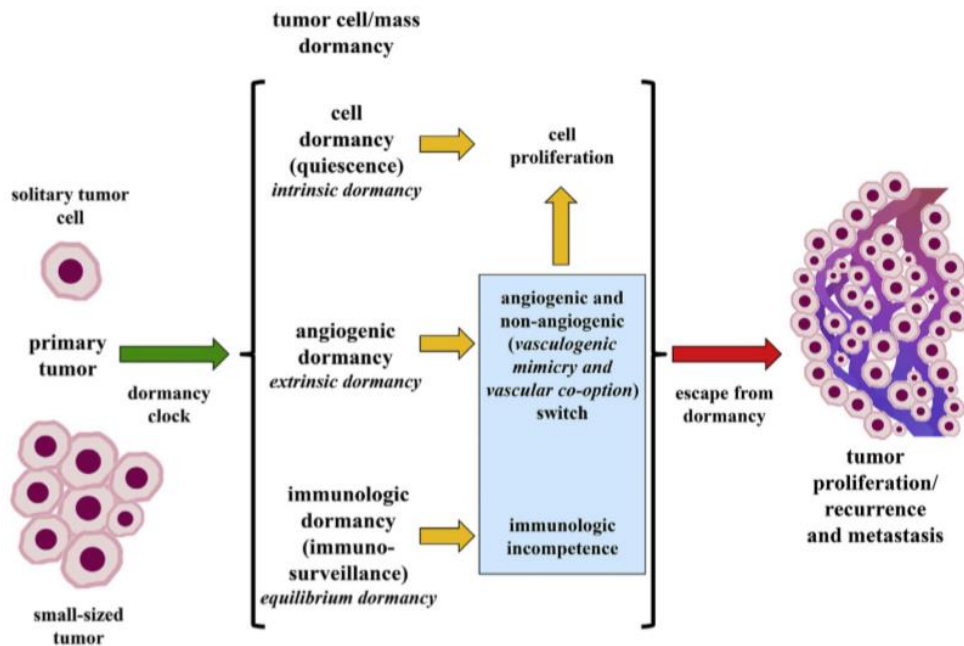 tumor cell/mass
dormancy
solitary tumor
cell
primary
tumor
small-sized
tumor
dormancy
clock
cell
dormancy
(quiescence)
intrinsic dormancy
angiogenic
dormancy
extrinsic dormancy
immunologic
dormancy
(immuno-
surveillance)
equilibrium dormancy
cell
proliferation
angiogenic and
non-angiogenic
(vasculogenic
mimicry and
vascular co-option)
switch
immunologic
incompetence
escape from
dormancy
tumor
proliferation/
recurrence
and metastasis